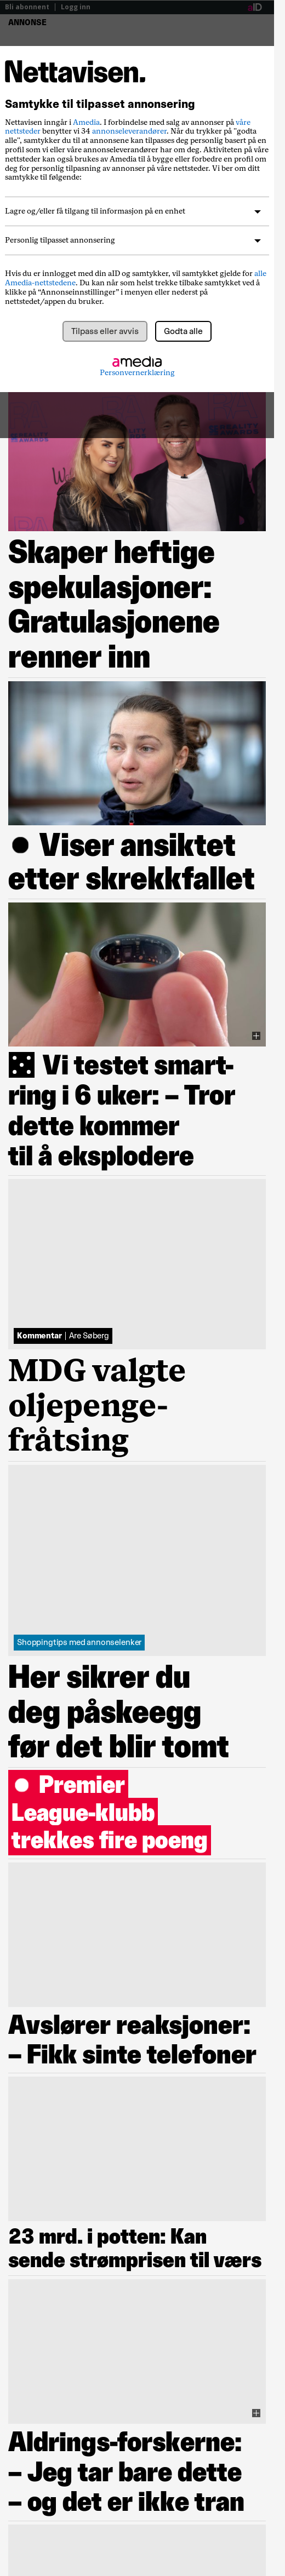 Bli abonnent | Logg inn
aID
ANNONSE
Nettavisen.
Samtykke til tilpasset annonsering
Nettavisen inngår i Amedia. I forbindelse med salg av annonser på våre
nettsteder benytter vi 34 annonseleverandører. Når du trykker på "godta
alle", samtykker du til at annonsene kan tilpasses deg personlig basert på en
profil som vi eller våre annonseleverandører har om deg. Aktiviteten på våre
nettsteder kan også brukes av Amedia til å bygge eller forbedre en profil om
deg for personlig tilpasning av annonser på våre nettsteder. Vi ber om ditt
samtykke til følgende:
Lagre og/eller få tilgang til informasjon på en enhet
Personlig tilpasset annonsering
Hvis du er innlogget med din aID og samtykker, vil samtykket gjelde for alle
Amedia-nettstedene. Du kan når som helst trekke tilbake samtykket ved å
klikke på “Annonseinnstillinger” i menyen eller nederst på
nettstedet/appen du bruker.
Tilpass eller avvis
Godta alle
amedia
Personvernerklæring
Skaper heftige
spekulasjoner:
Gratulasjonene
renner inn
Viser ansiktet
etter skrekkfallet
Vi testet smart-
ring i 6 uker: – Tror
dette kommer
til å eksplodere
Kommentar | Are Søberg
MDG valgte
oljepenge-
fråtsing
Shoppingtips med annonselenker
Her sikrer du
deg påskeegg
før det blir tomt
Premier
League-klubb
trekkes fire poeng
Avslører reaksjoner:
– Fikk sinte telefoner
23 mrd. i potten: Kan
sende strømprisen til værs
Aldrings-forskerne:
– Jeg tar bare dette
– og det er ikke tran